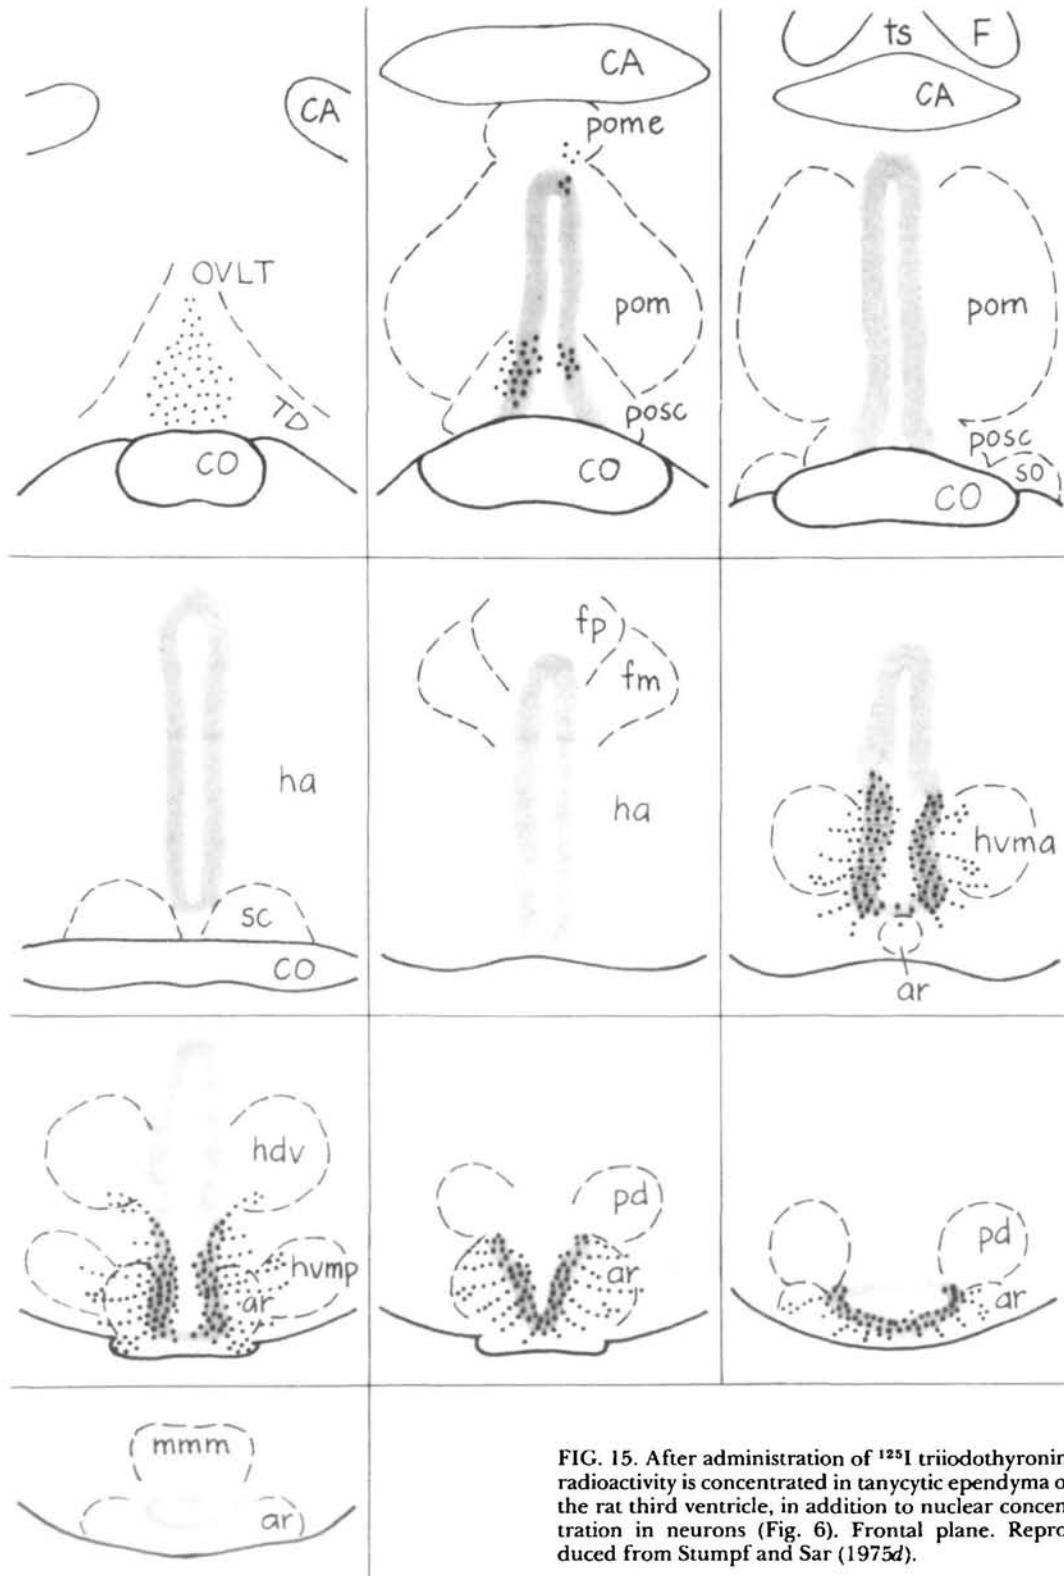 CA
OVLT
TD
CO
CA
pome
pom
posc
CO
ts F
CA
pom
posc
so
CO
ha
sc
CO
fp
fm
ha
hvma
ar
hdv
hvmp
ar
pd
ar
pd
ar
mmm
ar
FIG. 15. After administration of ¹²⁵I triiodothyronin
radioactivity is concentrated in tanycytic ependyma o
the rat third ventricle, in addition to nuclear concen
tration in neurons (Fig. 6). Frontal plane. Repro
duced from Stumpf and Sar (1975d).